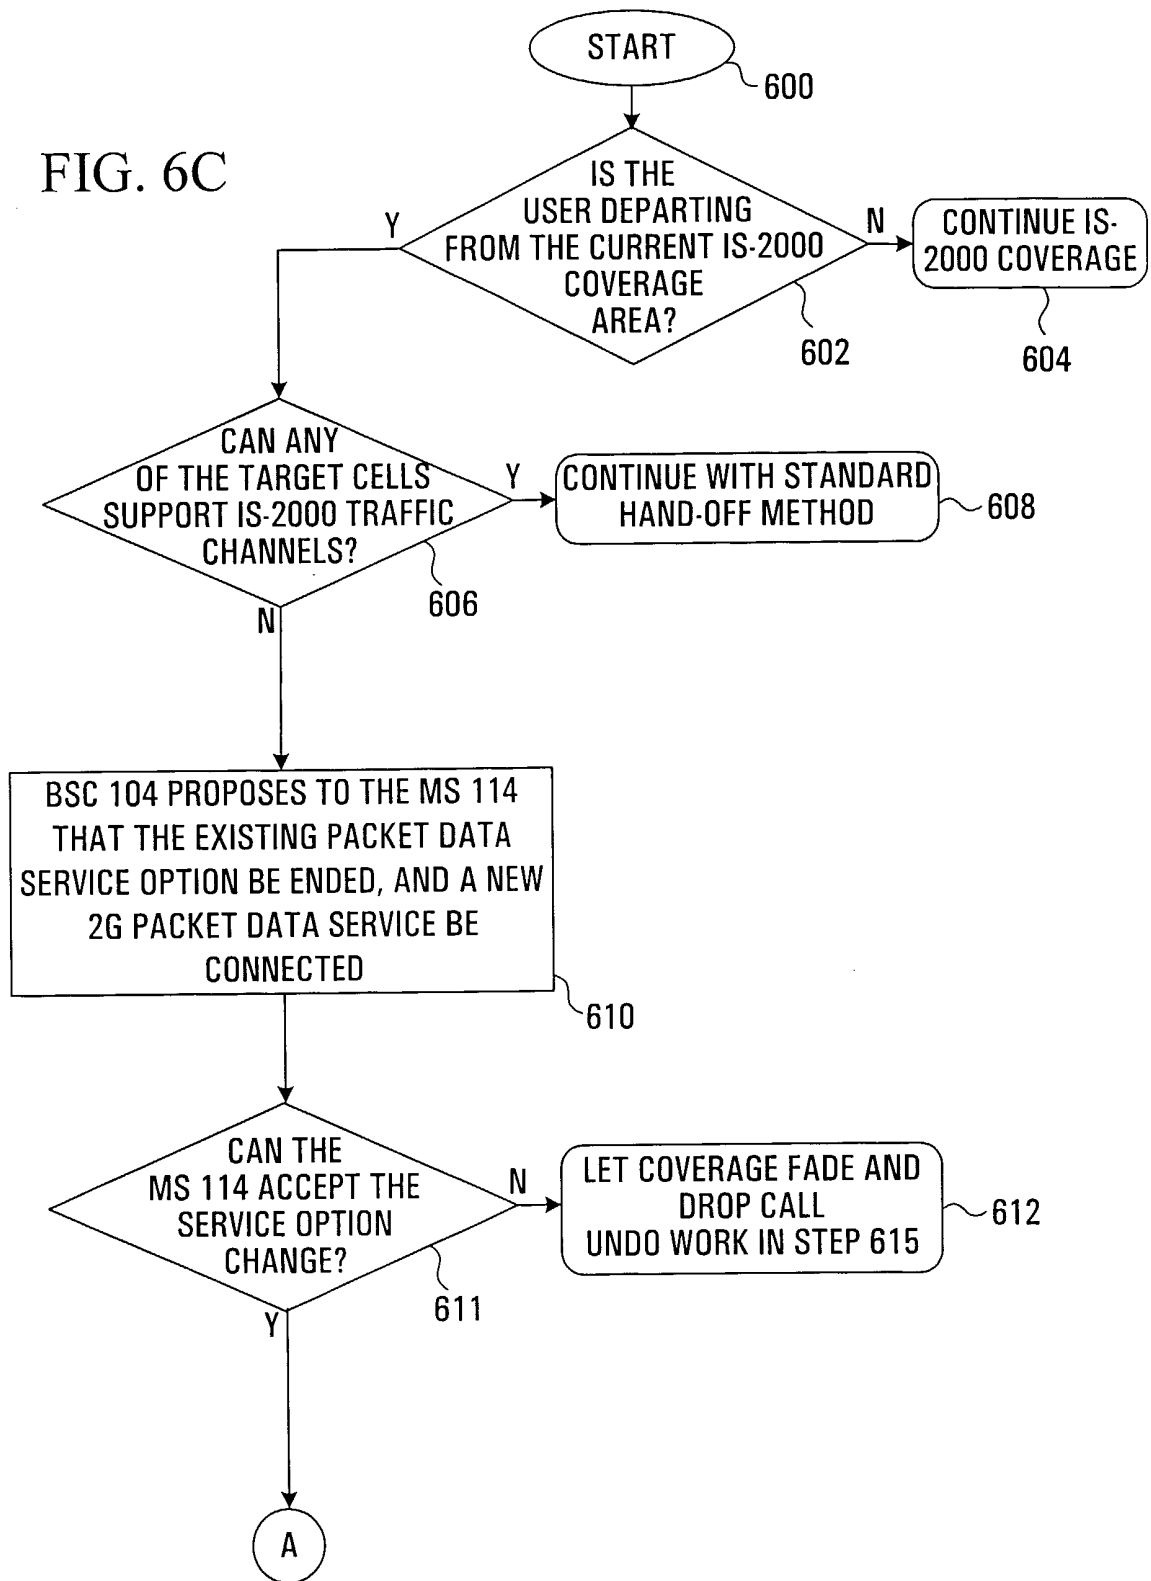 START
600
FIG. 6C
IS THE
USER DEPARTING
FROM THE CURRENT IS-2000
COVERAGE
AREA?
602
Y
N
CONTINUE IS-
2000 COVERAGE
604
CAN ANY
OF THE TARGET CELLS
SUPPORT IS-2000 TRAFFIC
CHANNELS?
606
Y
CONTINUE WITH STANDARD
HAND-OFF METHOD
608
N
BSC 104 PROPOSES TO THE MS 114
THAT THE EXISTING PACKET DATA
SERVICE OPTION BE ENDED, AND A NEW
2G PACKET DATA SERVICE BE
CONNECTED
610
CAN THE
MS 114 ACCEPT THE
SERVICE OPTION
CHANGE?
611
N
LET COVERAGE FADE AND
DROP CALL
UNDO WORK IN STEP 615
612
Y
A